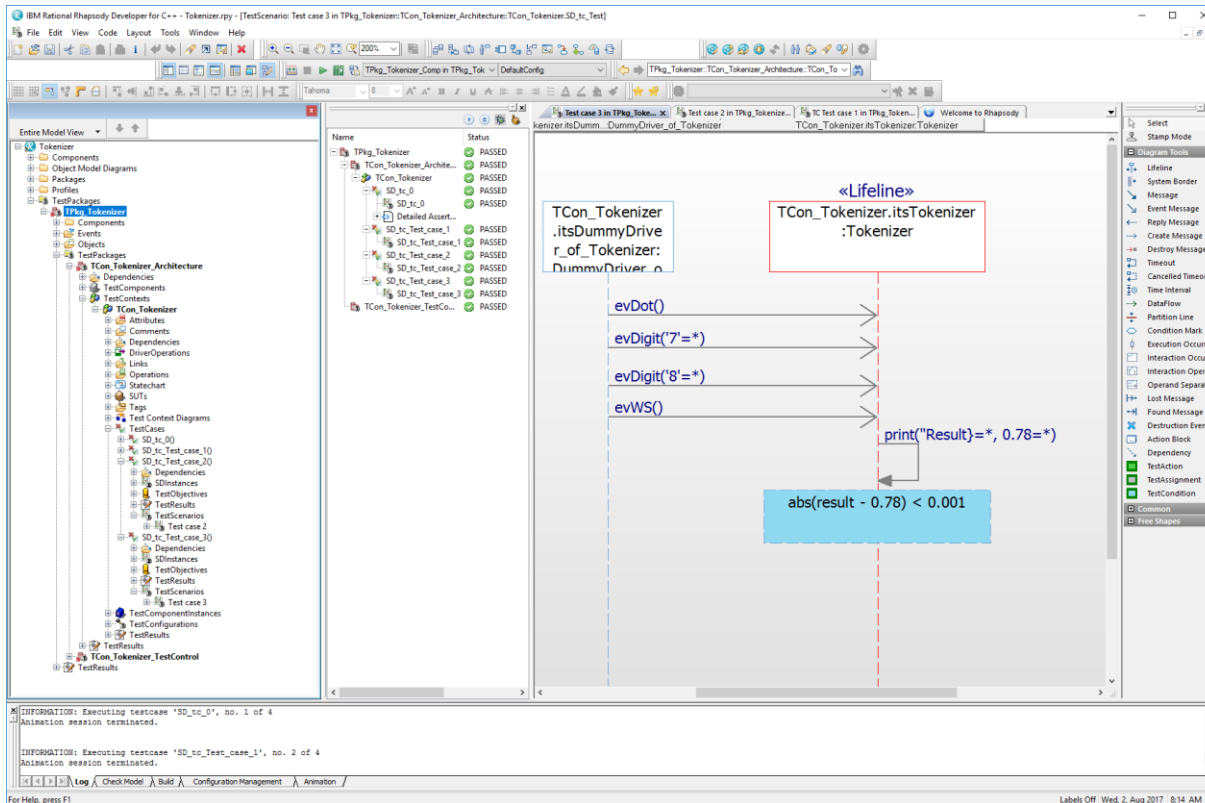 IBM Rational Rhapsody Developer for C++ - Tokenizer.rpy - [TestScenario: Test case 3 in TPkg_Tokenizer::TCon_Tokenizer_Architecture::TCon_Tokenizer.SD_tc_Test]
File Edit View Code Layout Tools Window Help
200%
TPkg_Tokenizer_Comp in TPkg_Tok DefaultConfig TPkg_Tokenizer::TCon_Tokenizer_Architecture::TCon_To
Tahoma 8
Entire Model View
Tokenizer
Components
Object Model Diagrams
Packages
Profiles
TestPackages
TPkg_Tokenizer
Components
Events
Objects
TestPackages
TCon_Tokenizer_Architecture
Dependencies
TestComponents
TestContexts
TCon_Tokenizer
Attributes
Comments
Dependencies
DriverOperations
Links
Operations
Statechart
SUTs
Tags
Test Context Diagrams
TestCases
SD_tc_0()
SD_tc_Test_case_1()
SD_tc_Test_case_2()
Dependencies
SDInstances
TestObjectives
TestResults
TestScenarios
Test case 2
SD_tc_Test_case_3()
Dependencies
SDInstances
TestObjectives
TestResults
TestScenarios
Test case 3
TestComponentInstances
TestConfigurations
TestResults
TestResults
TCon_Tokenizer_TestControl
TestResults
Name Status
TPkg_Tokenizer PASSED
TCon_Tokenizer_Archite... PASSED
TCon_Tokenizer PASSED
SD_tc_0 PASSED
SD_tc_0 PASSED
Detailed Assert...
SD_tc_Test_case_1 PASSED
SD_tc_Test_case_1 PASSED
SD_tc_Test_case_2 PASSED
SD_tc_Test_case_2 PASSED
SD_tc_Test_case_3 PASSED
SD_tc_Test_case_3 PASSED
TCon_Tokenizer_TestCo... PASSED
Test case 3 in TPkg_Toke... Test case 2 in TPkg_Tokenize... TC Test case 1 in TPkg_Token... Welcome to Rhapsody
kenizer.itsDumm...:DummyDriver_of_Tokenizer TCon_Tokenizer.itsTokenizer:Tokenizer
TCon_Tokenizer
.itsDummyDrive
r_of_Tokenizer:
DummyDriver_o
«Lifeline»
TCon_Tokenizer.itsTokenizer
:Tokenizer
evDot()
evDigit('7'=*)
evDigit('8'=*)
evWS()
print("Result}=*, 0.78=*)
abs(result - 0.78) < 0.001
Select
Stamp Mode
Diagram Tools
Lifeline
System Border
Message
Event Message
Reply Message
Create Message
Destroy Message
Timeout
Cancelled Timeou
Time Interval
DataFlow
Partition Line
Condition Mark
Execution Occur
Interaction Occu
Interaction Oper
Operand Separat
Lost Message
Found Message
Destruction Even
Action Block
Dependency
TestAction
TestAssignment
TestCondition
Common
Free Shapes
INFORMATION: Executing testcase 'SD_tc_0', no. 1 of 4
Animation session terminated.
INFORMATION: Executing testcase 'SD_tc_Test_case_1', no. 2 of 4
Animation session terminated.
Log Check Model Build Configuration Management Animation
For Help, press F1
Labels Off Wed, 2, Aug 2017 8:14 AM